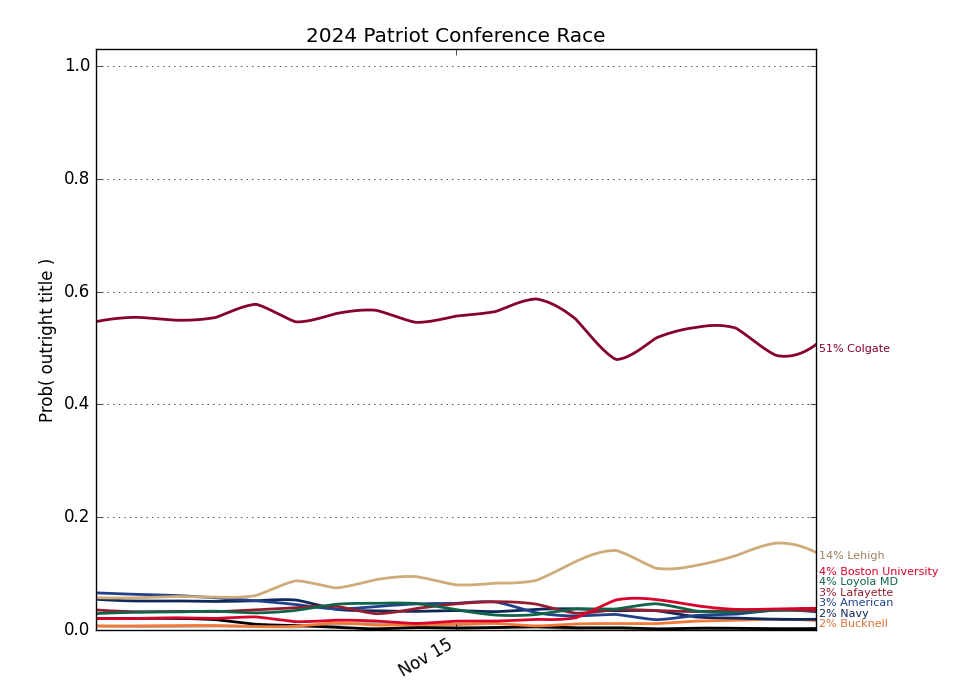 2024 Patriot Conference Race
1.0
0.8
0.6
0.4
0.2
0.0
Prob( outright title )
Nov 15
51% Colgate
14% Lehigh
4% Boston University
4% Loyola MD
3% Lafayette
3% American
2% Navy
2% Bucknell